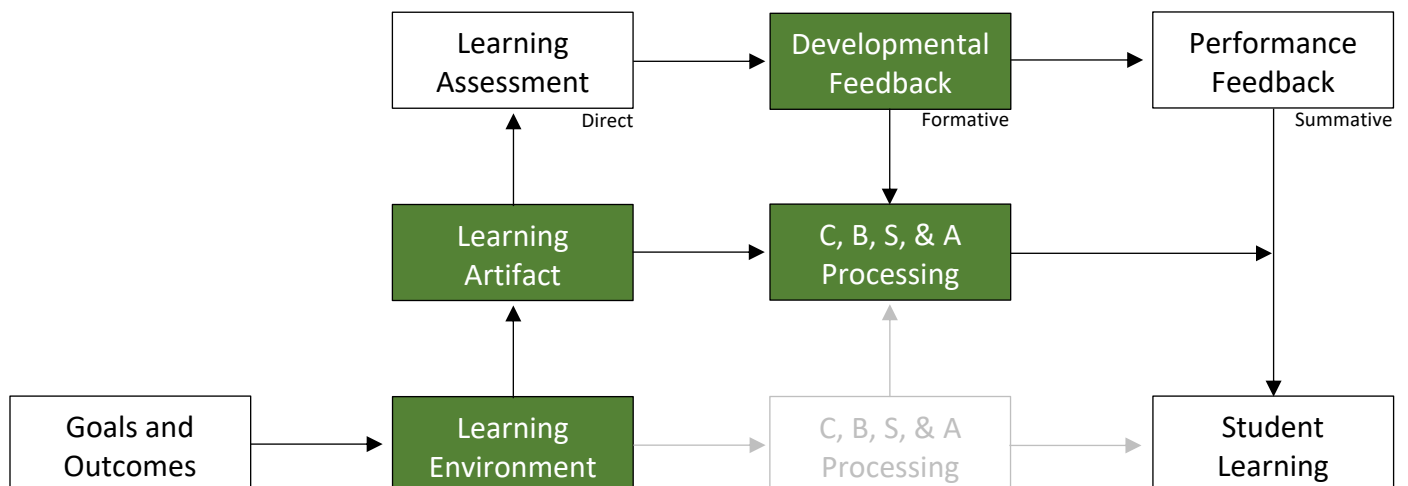 Learning
Assessment
Direct
Developmental
Feedback
Formative
Performance
Feedback
Summative
Learning
Artifact
C, B, S, & A
Processing
Goals and
Outcomes
Learning
Environment
C, B, S, & A
Processing
Student
Learning